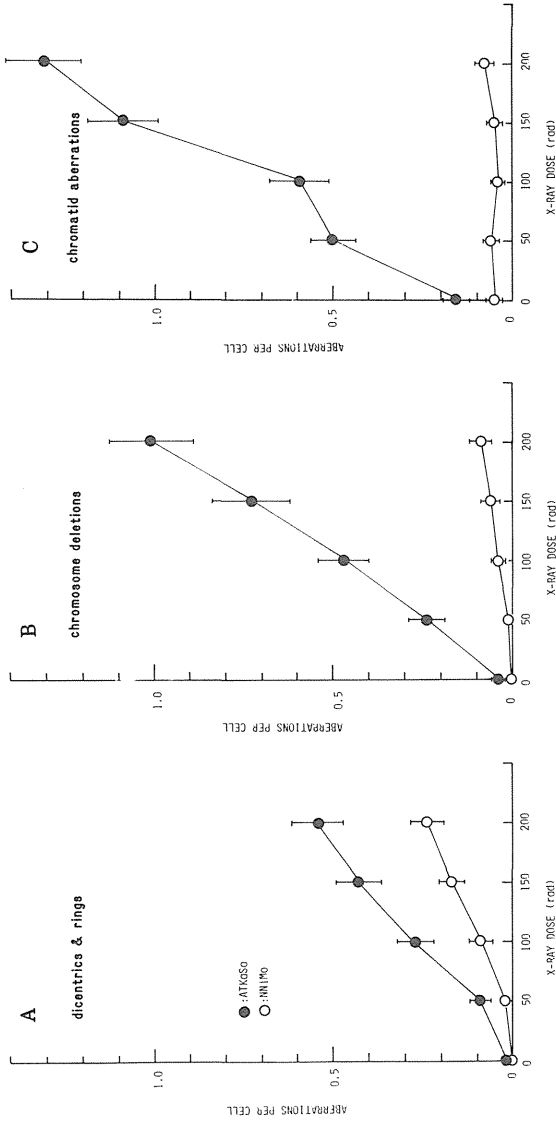 A
dicentrics & rings
:ATKaSa
:NNiMo
ABERRATIONS PER CELL
1.0
0.5
0
0
50
100
150
200
X-RAY DOSE (rad)
B
chromosome deletions
ABERRATIONS PER CELL
1.0
0.5
0
0
50
100
150
200
X-RAY DOSE (rad)
C
chromatid aberrations
ABERRATIONS PER CELL
1.0
0.5
0
0
50
100
150
200
X-RAY DOSE (rad)